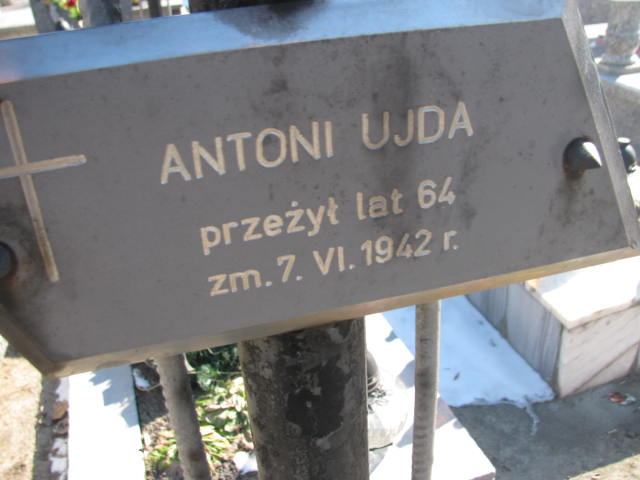 ANTONI UJDA
przeżył lat 64
zm. 7. VI. 1942 r.